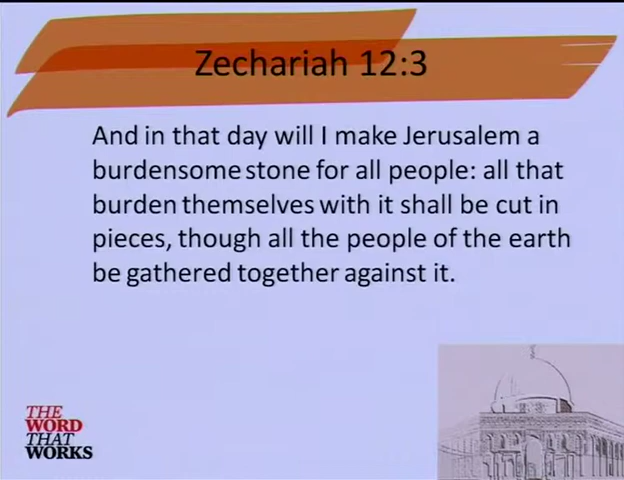 Zechariah 12:3
And in that day will I make Jerusalem a
burdensome stone for all people: all that
burden themselves with it shall be cut in
pieces, though all the people of the earth
be gathered together against it.
THE
WORD
THAT
WORKS